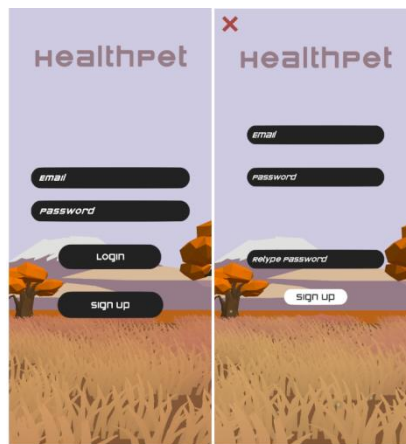 HealthPet
Email
Password
Login
Sign up
HealthPet
Email
Password
Retype Password
Sign up